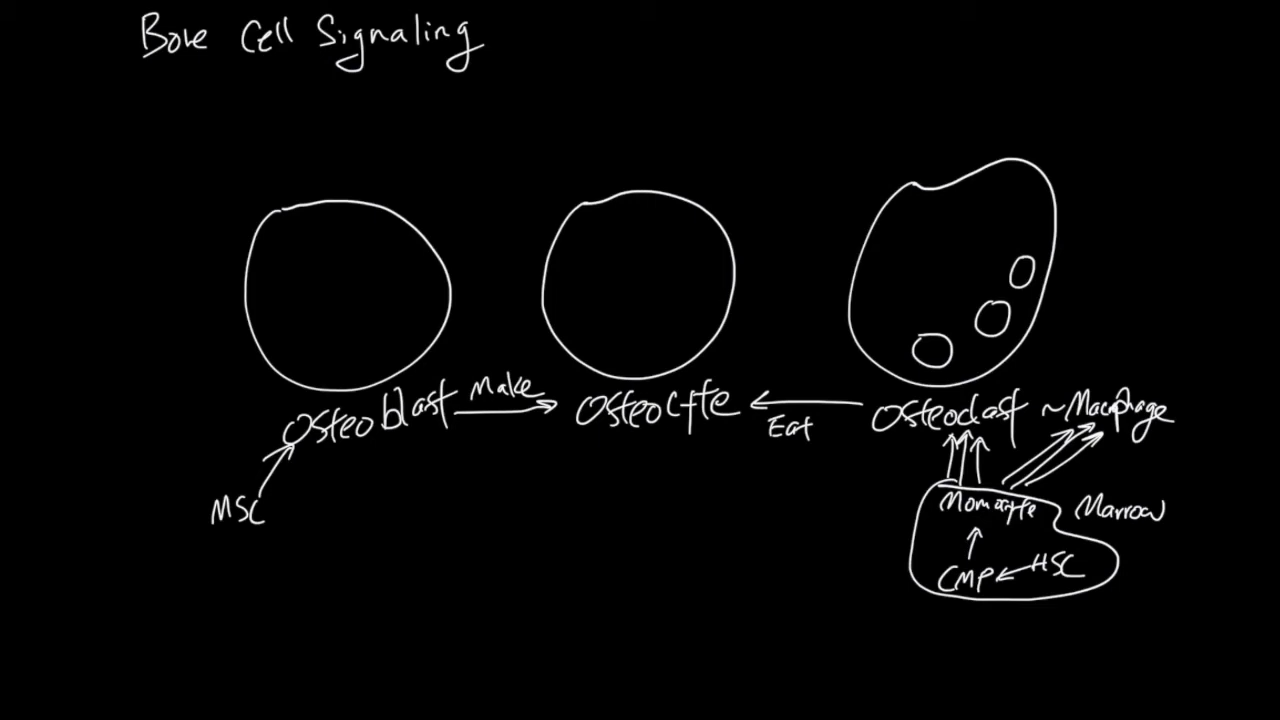 Bone Cell Signaling
Osteoblast Make Osteocyte Eat Osteoclast ~Macrophage
MSC
Monocyte Marrow
CMP HSC